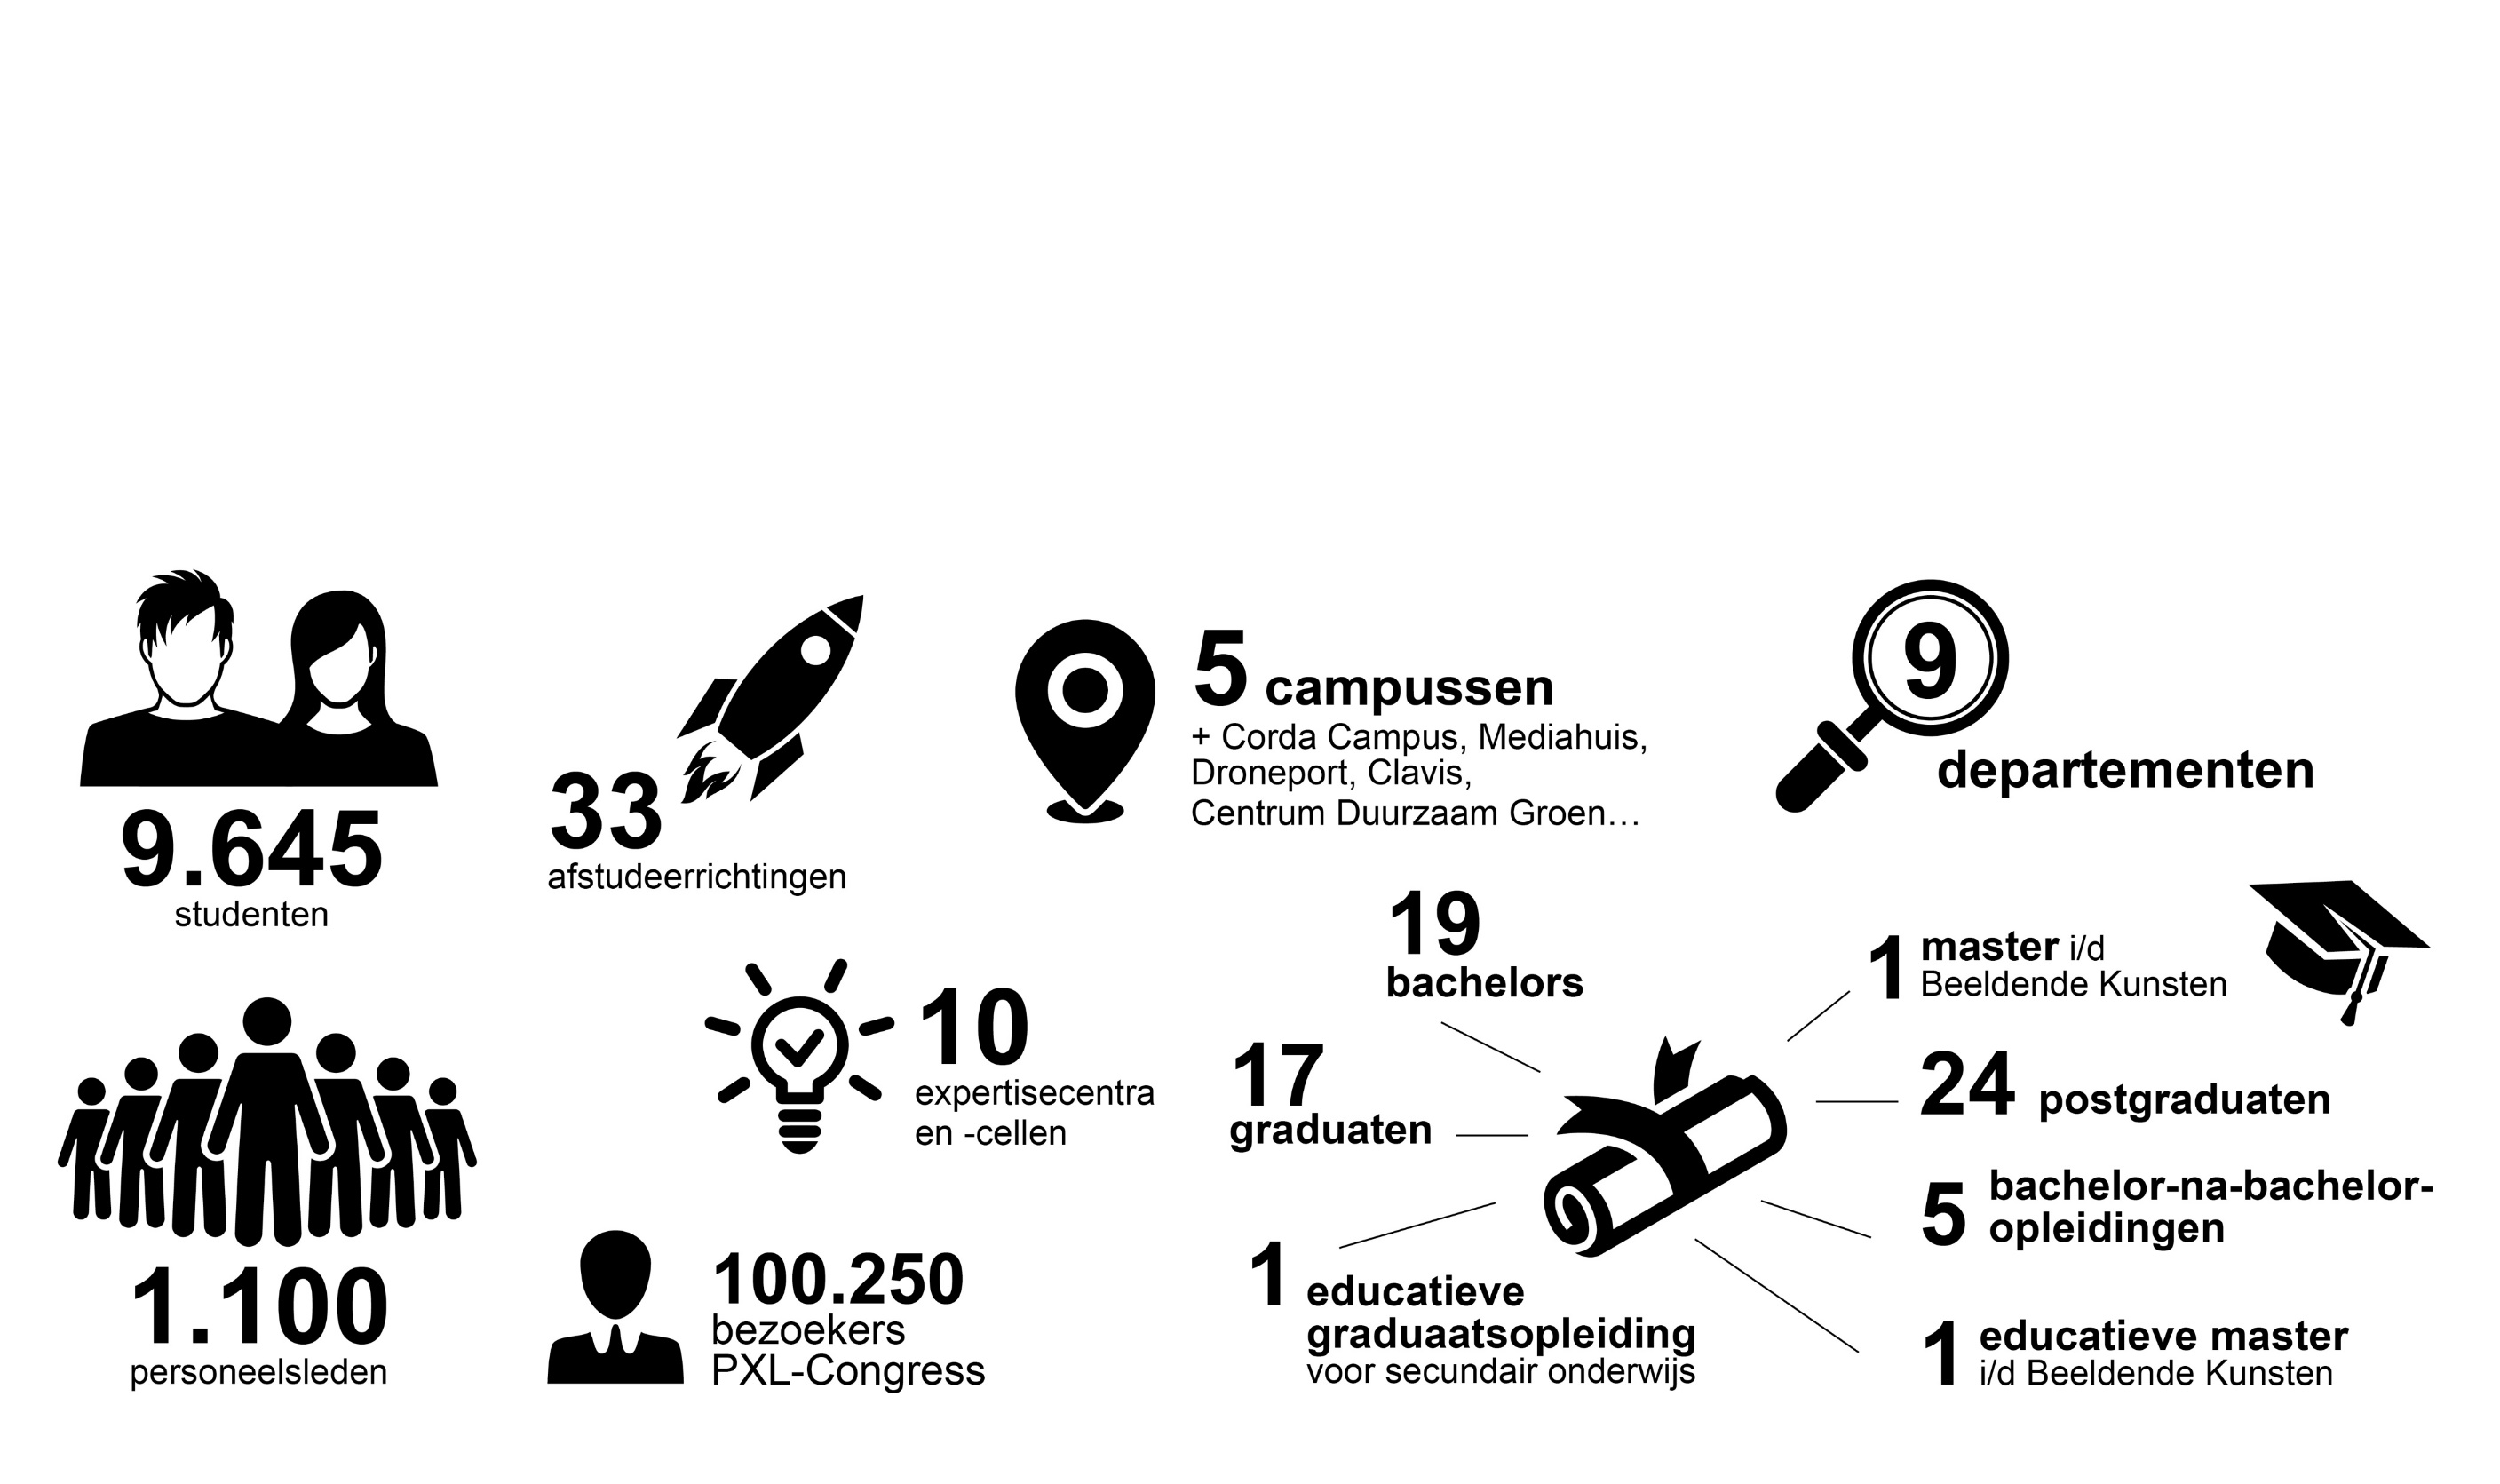 9.645
studenten
33
afstudeerrichtingen
5 campussen
+ Corda Campus, Mediahuis,
Droneport, Clavis,
Centrum Duurzaam Groen…
9
departementen
1.100
personeelsleden
10
expertisecentra
en -cellen
100.250
bezoekers
PXL-Congress
19
bachelors
17
graduaten
1 educatieve
graduaatsopleiding
voor secundair onderwijs
1 master i/d
Beeldende Kunsten
24 postgraduaten
5 bachelor-na-bachelor-
opleidingen
1 educatieve master
i/d Beeldende Kunsten